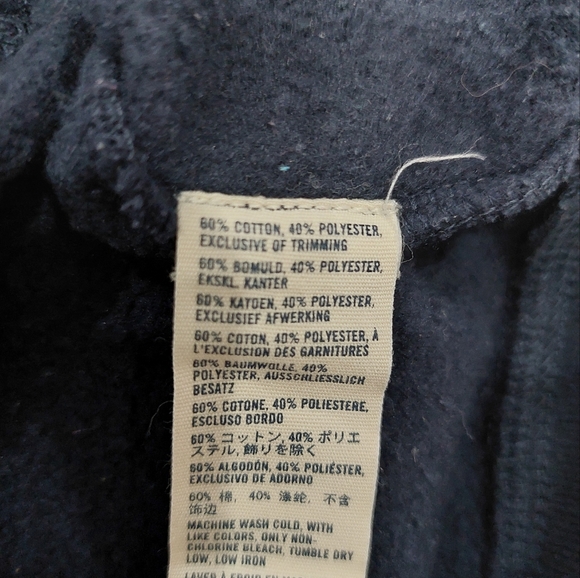 60% COTTON, 40% POLYESTER,
EXCLUSIVE OF TRIMMING
60% BOMULD, 40% POLYESTER,
EKSKL. KANTER
60% KATOEN, 40% POLYESTER,
EXCLUSIEF AFWERKING
60% COTON, 40% POLYESTER, À
L'EXCLUSION DES GARNITURES
60% BAUMWOLLE, 40%
POLYESTER, AUSSCHLIESSLICH
BESATZ
60% COTONE, 40% POLIESTERE,
ESCLUSO BORDO
60% コットン, 40% ポリエ
ステル, 飾りを除く
60% ALGODÓN, 40% POLIÉSTER,
EXCLUSIVO DE ADORNO
60% 棉, 40% 涤纶, 不含
饰边
MACHINE WASH COLD, WITH
LIKE COLORS, ONLY NON-
CHLORINE BLEACH, TUMBLE DRY
LOW, LOW IRON
LAVER À FROID EN